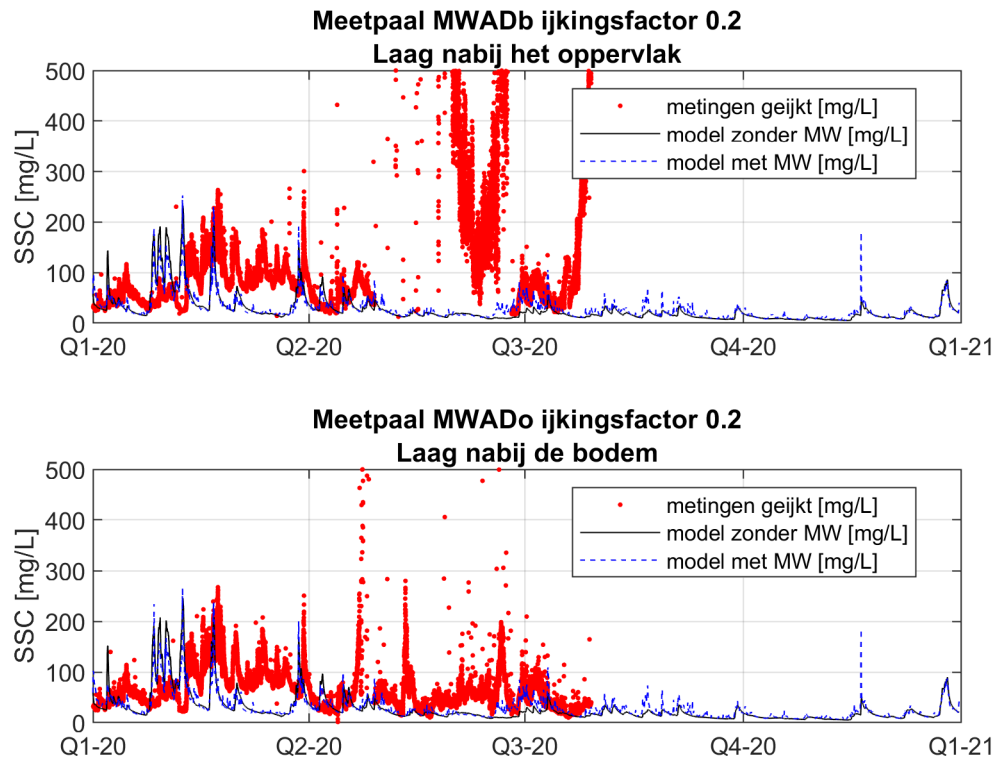 Meetpaal MWADb ijkingsfactor 0.2
Laag nabij het oppervlak
SSC [mg/L]
500
400
300
200
100
0
metingen geijkt [mg/L]
model zonder MW [mg/L]
model met MW [mg/L]
Q1-20 Q2-20 Q3-20 Q4-20 Q1-21
Meetpaal MWADo ijkingsfactor 0.2
Laag nabij de bodem
SSC [mg/L]
500
400
300
200
100
0
metingen geijkt [mg/L]
model zonder MW [mg/L]
model met MW [mg/L]
Q1-20 Q2-20 Q3-20 Q4-20 Q1-21